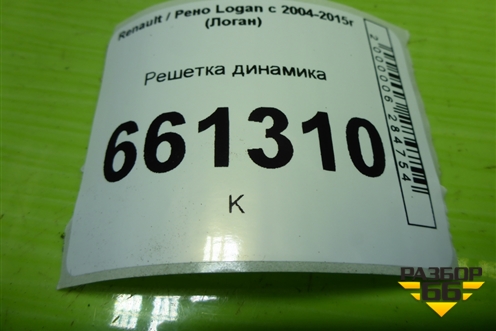 Renault / Рено Logan с 2004-2015г
(Логан)
Решетка динамика
661310
К
2000006284754
РАЗБОР
66